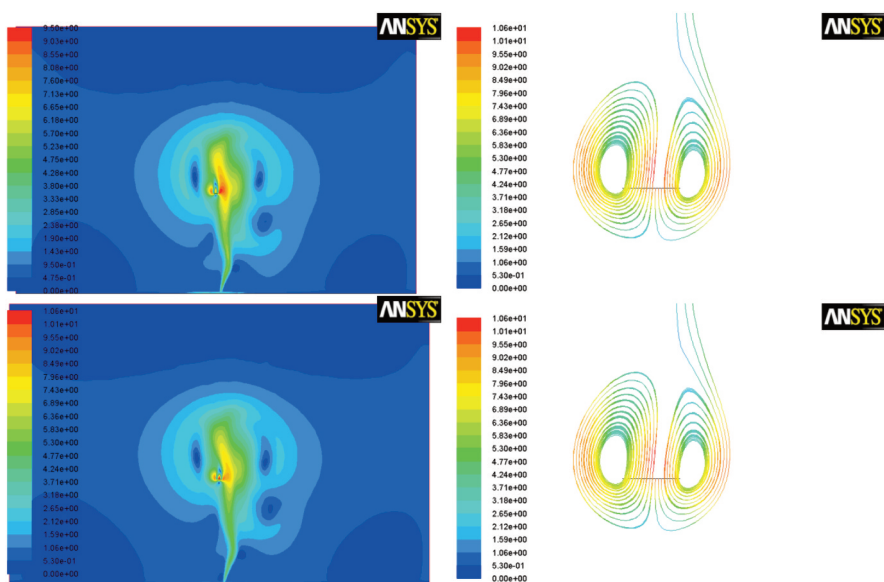 ANSYS
9.50e+00
9.03e+00
8.55e+00
8.08e+00
7.60e+00
7.13e+00
6.65e+00
6.18e+00
5.70e+00
5.23e+00
4.75e+00
4.28e+00
3.80e+00
3.33e+00
2.85e+00
2.38e+00
1.90e+00
1.43e+00
9.50e-01
4.75e-01
0.00e+00
ANSYS
1.06e+01
1.01e+01
9.55e+00
9.02e+00
8.49e+00
7.96e+00
7.43e+00
6.89e+00
6.36e+00
5.83e+00
5.30e+00
4.77e+00
4.24e+00
3.71e+00
3.18e+00
2.65e+00
2.12e+00
1.59e+00
1.06e+00
5.30e-01
0.00e+00
ANSYS
1.06e+01
1.01e+01
9.55e+00
9.02e+00
8.49e+00
7.96e+00
7.43e+00
6.89e+00
6.36e+00
5.83e+00
5.30e+00
4.77e+00
4.24e+00
3.71e+00
3.18e+00
2.65e+00
2.12e+00
1.59e+00
1.06e+00
5.30e-01
0.00e+00
ANSYS
1.06e+01
1.01e+01
9.55e+00
9.02e+00
8.49e+00
7.96e+00
7.43e+00
6.89e+00
6.36e+00
5.83e+00
5.30e+00
4.77e+00
4.24e+00
3.71e+00
3.18e+00
2.65e+00
2.12e+00
1.59e+00
1.06e+00
5.30e-01
0.00e+00